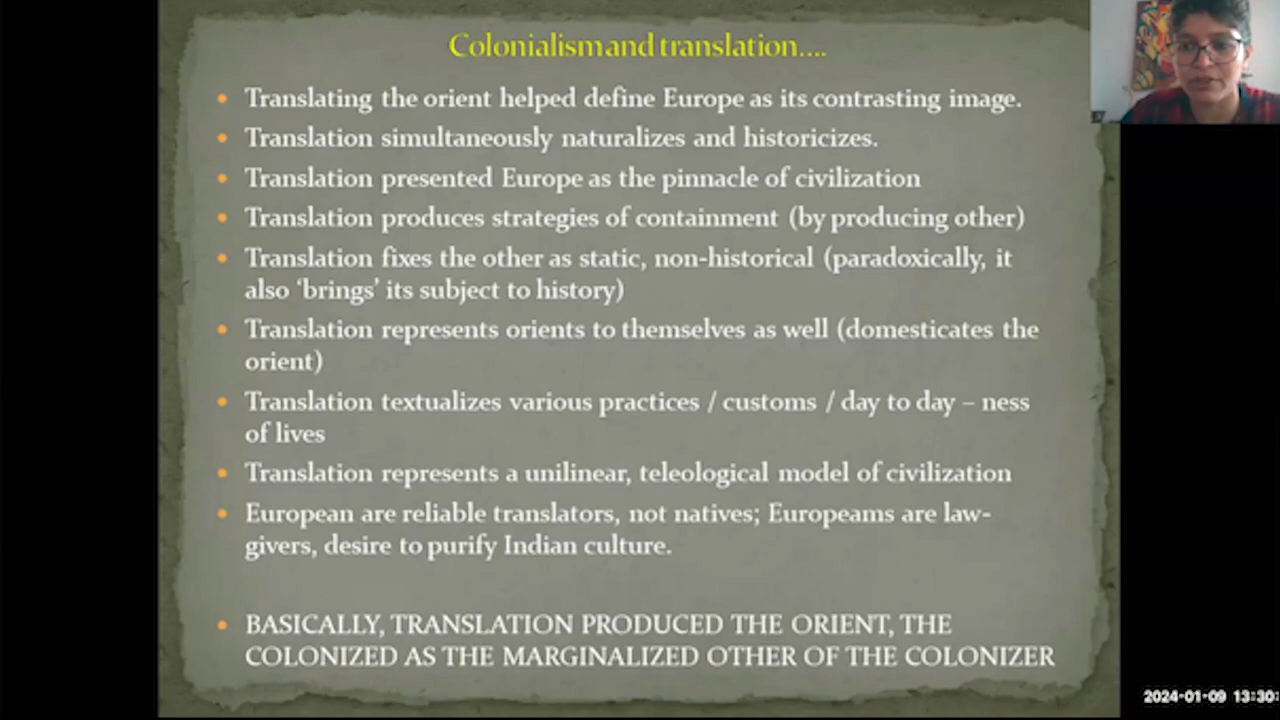 Colonialism and translation….
• Translating the orient helped define Europe as its contrasting image.
• Translation simultaneously naturalizes and historicizes.
• Translation presented Europe as the pinnacle of civilization
• Translation produces strategies of containment (by producing other)
• Translation fixes the other as static, non-historical (paradoxically, it
also ‘brings’ its subject to history)
• Translation represents orients to themselves as well (domesticates the
orient)
• Translation textualizes various practices / customs / day to day – ness
of lives
• Translation represents a unilinear, teleological model of civilization
• European are reliable translators, not natives; Europeams are law-
givers, desire to purify Indian culture.
• BASICALLY, TRANSLATION PRODUCED THE ORIENT, THE
COLONIZED AS THE MARGINALIZED OTHER OF THE COLONIZER
2024-01-09 13:30: